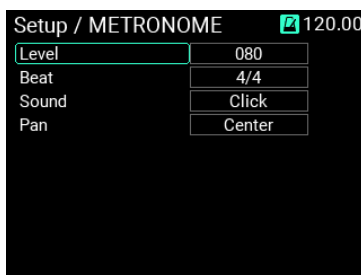 Setup / METRONOME 120.00
Level 080
Beat 4/4
Sound Click
Pan Center